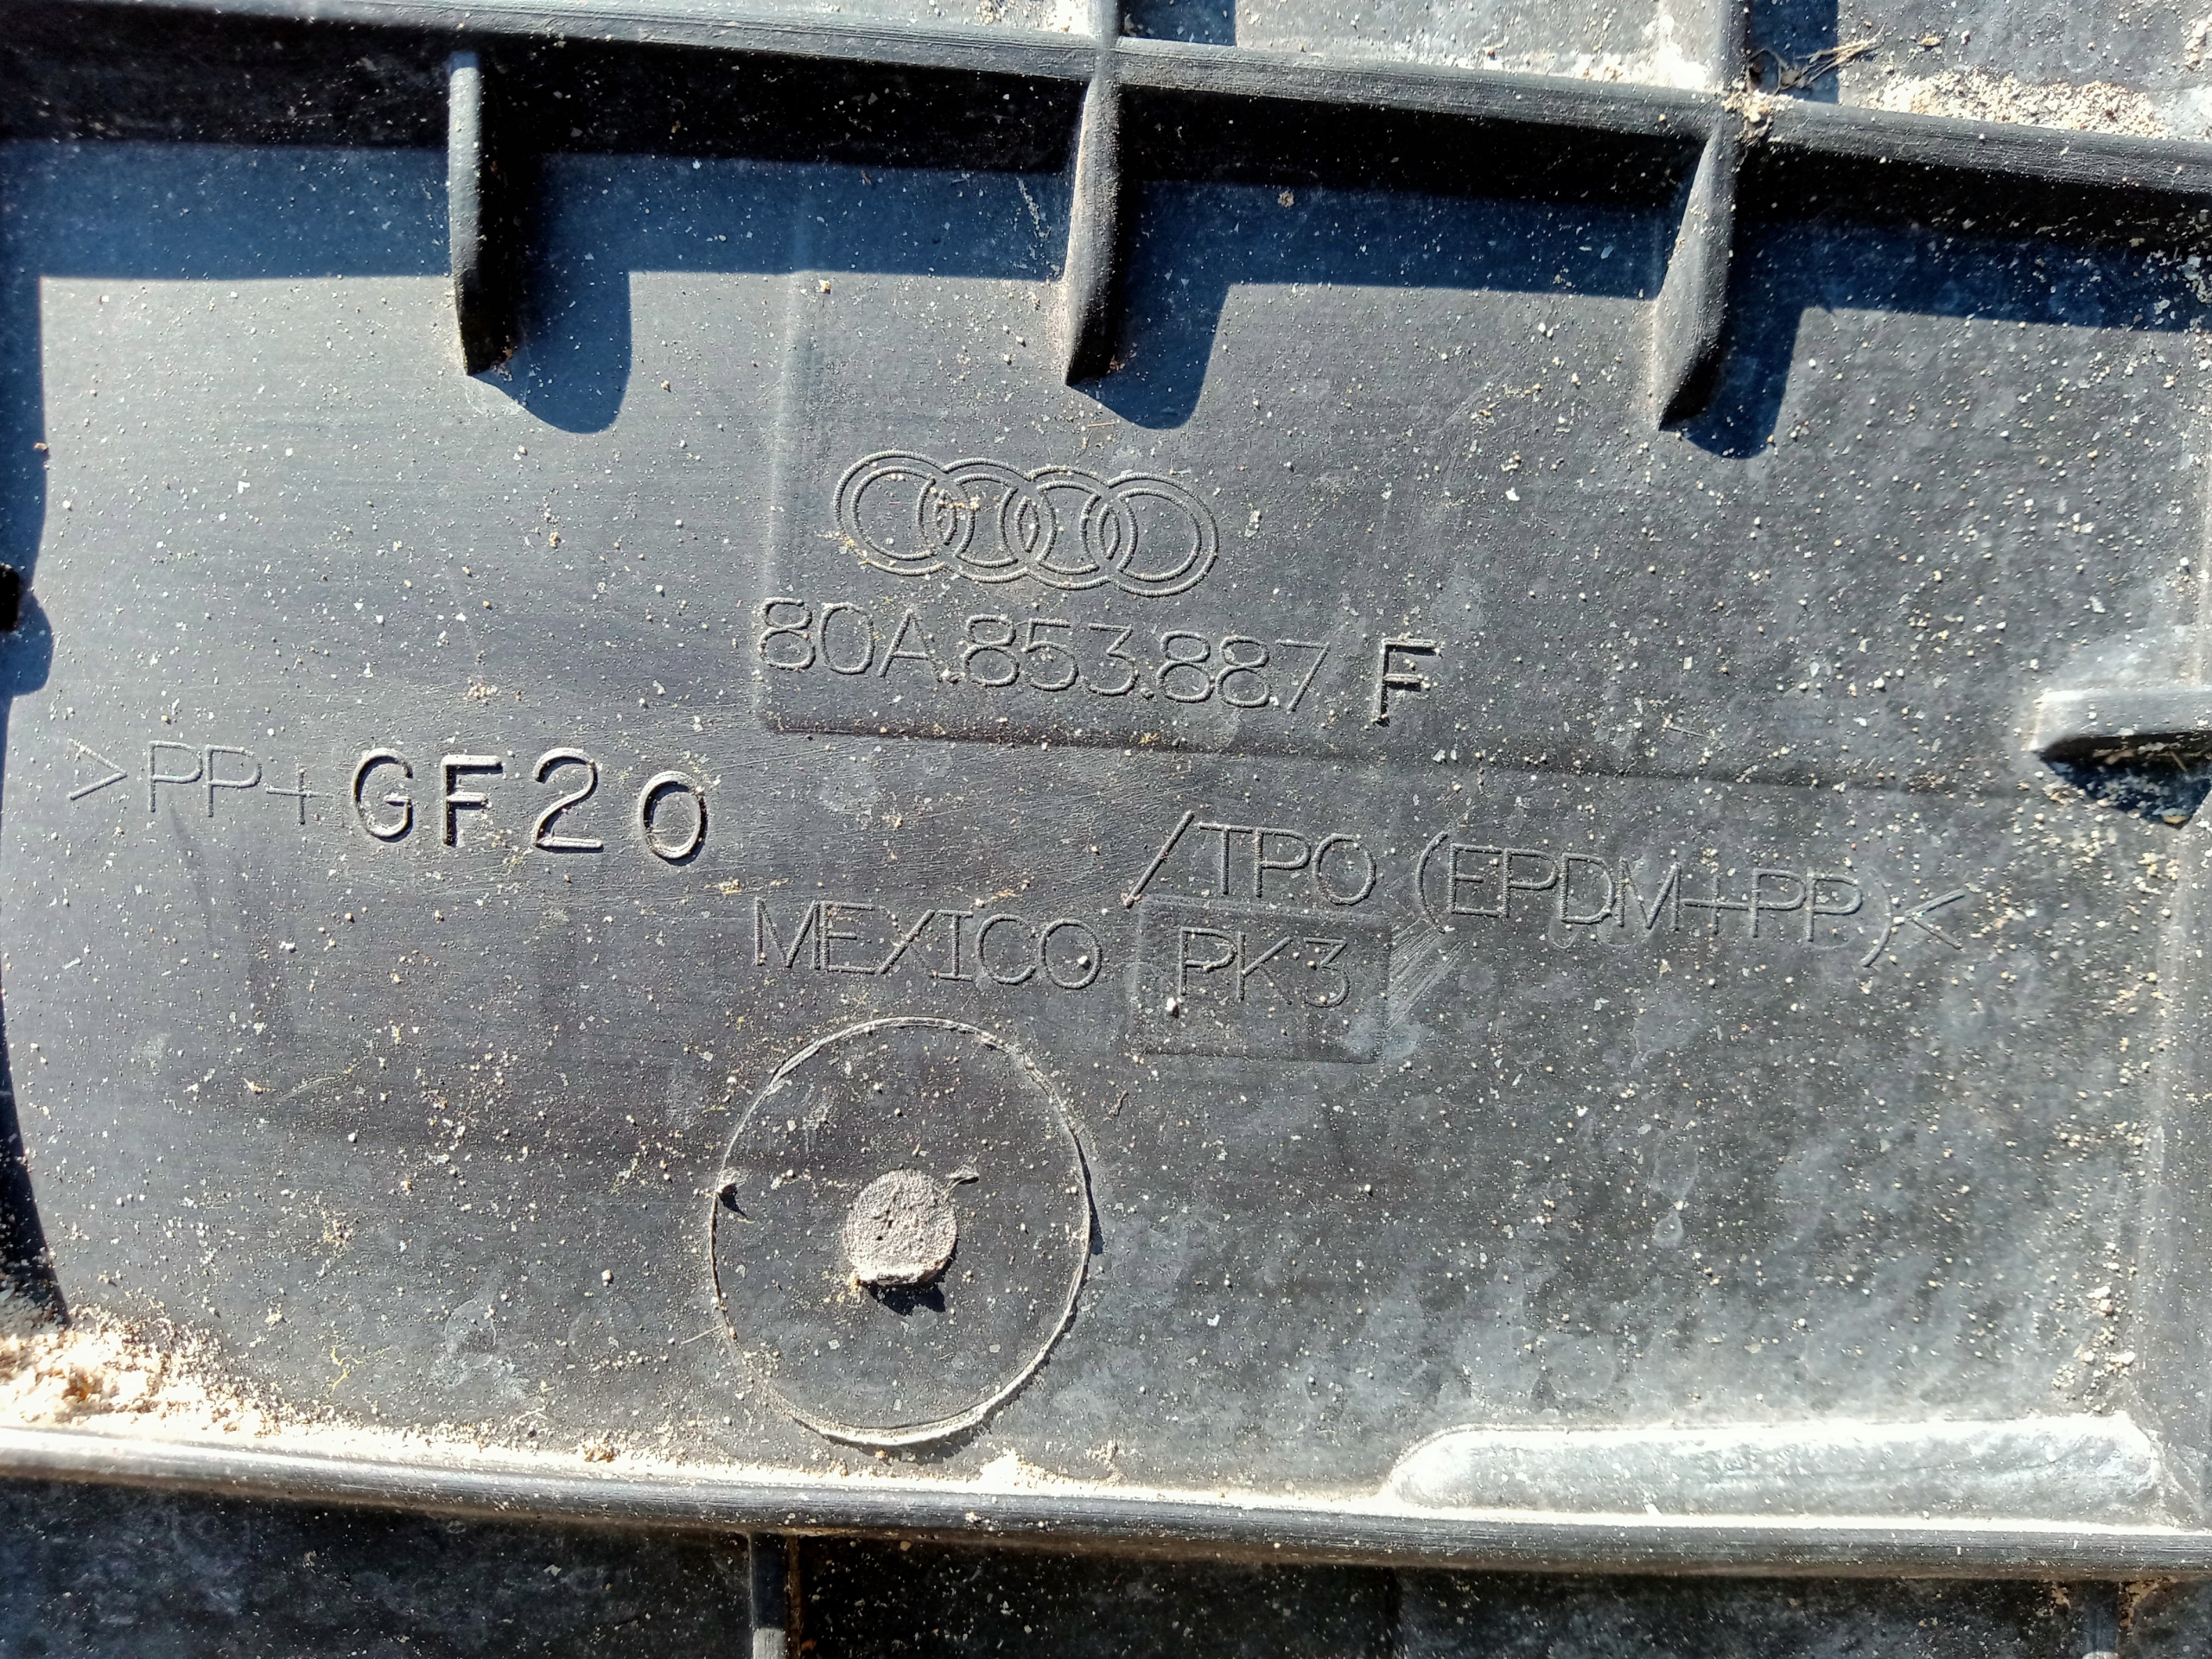 80A.853.887 F
>PP+GF20
/TPO (EPDM+PP)<
MEXICO PK3